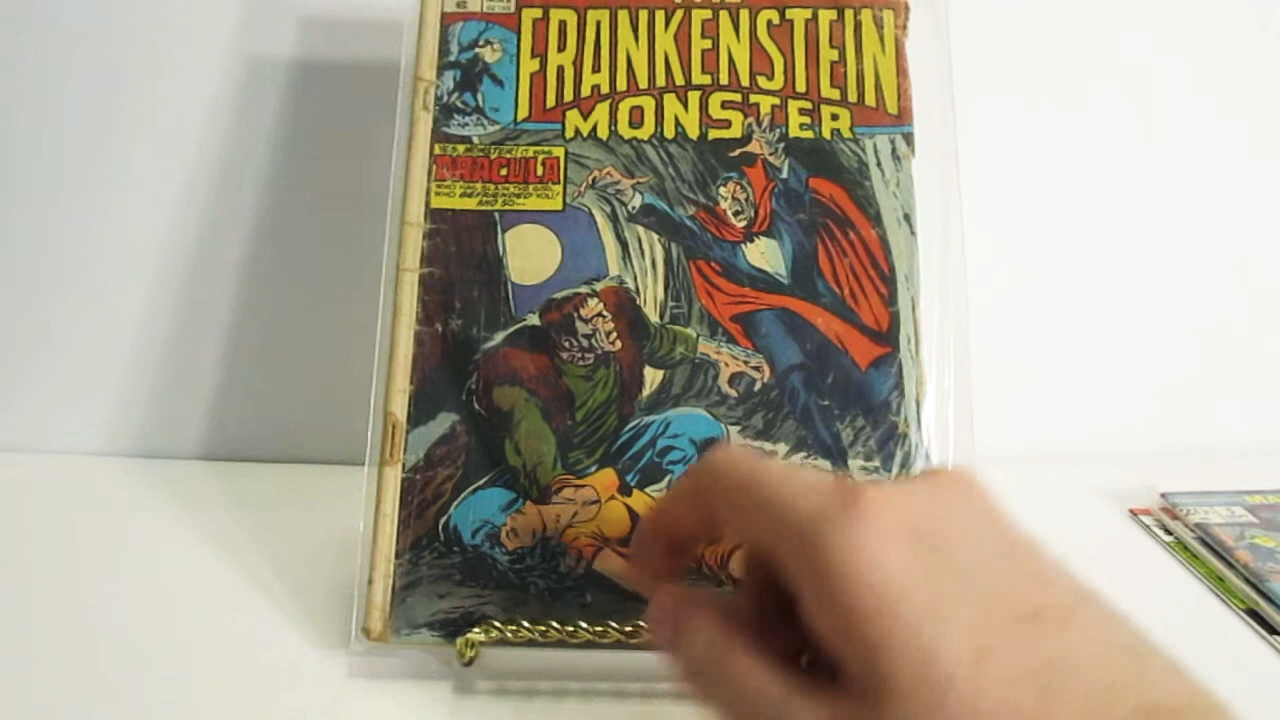 FRANKENSTEIN
MONSTER
YES, MONSTER! IT WAS
DRACULA
WHO HAS SLAIN THE GIRL
WHO BEFRIENDED YOU!
AND SO--